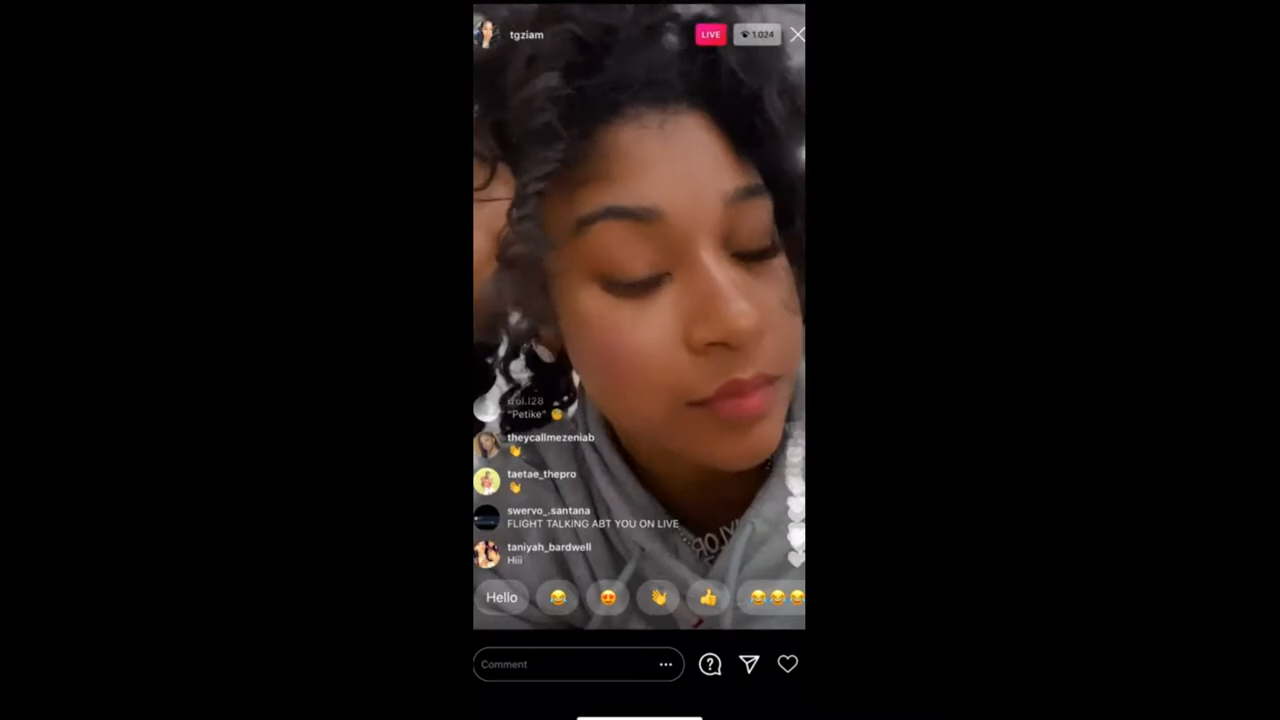 tgziam
LIVE
1,024
"Petike" 👏
theycallmezeniab
👋
taetae_thepro
👋
swervo_.santana
FLIGHT TALKING ABT YOU ON LIVE
taniyah_bardwell
Hiii
Hello 😂 😍 👋 👍 😂😂😂
Comment